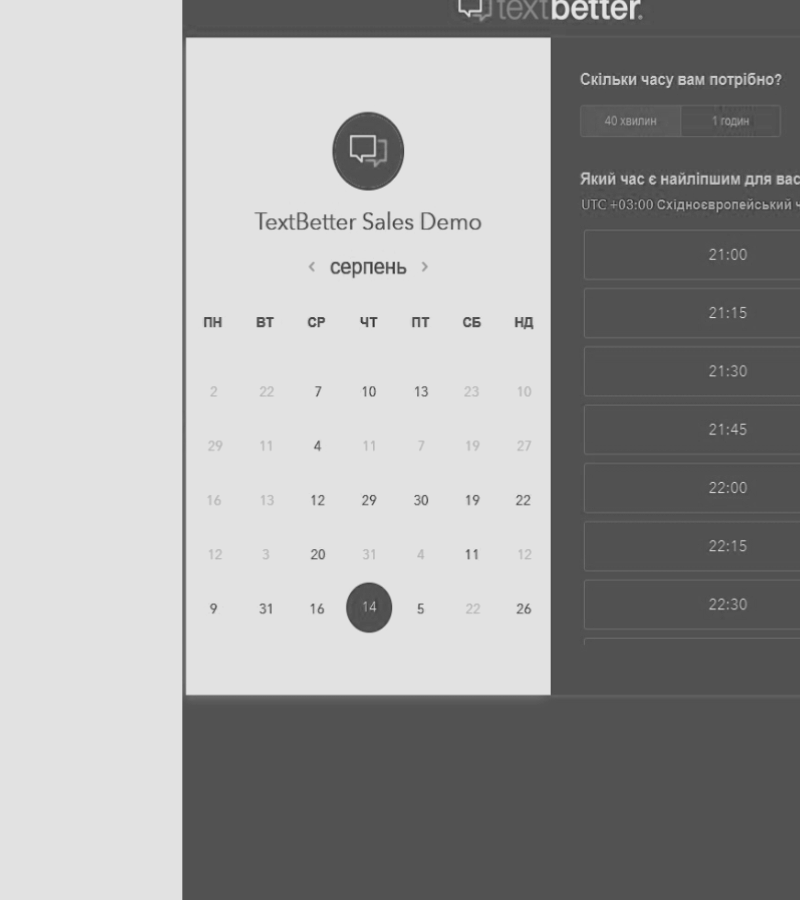 textbetter.
TextBetter Sales Demo
‹ серпень ›
ПН ВТ СР ЧТ ПТ СБ НД
2 22 7 10 13 23 10
29 11 4 11 7 19 27
16 13 12 29 30 19 22
12 3 20 31 4 11 12
9 31 16 14 5 22 26
Скільки часу вам потрібно?
40 хвилин 1 годин
Який час є найліпшим для вас
UTC +03:00 Східноєвропейський ч
21:00
21:15
21:30
21:45
22:00
22:15
22:30